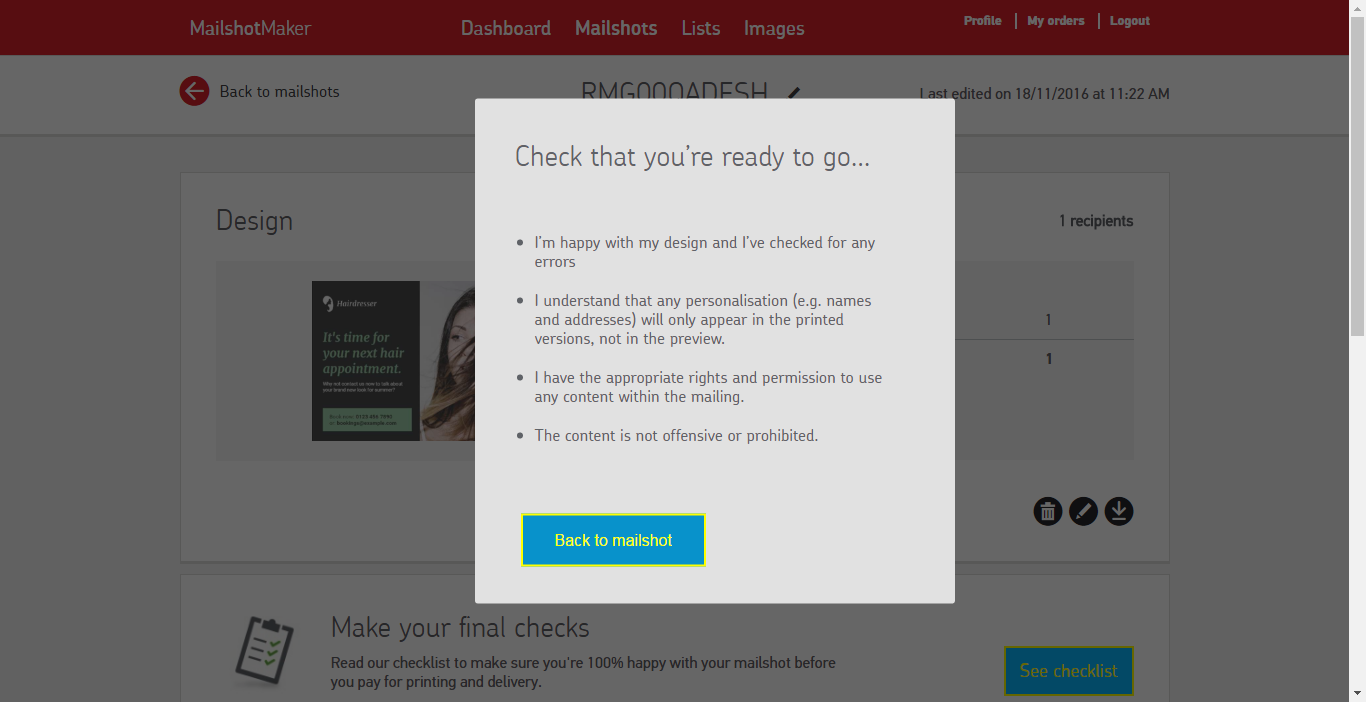 MailshotMaker
Dashboard Mailshots Lists Images
Profile My orders Logout
Back to mailshots
RMG000ADESH
Last edited on 18/11/2016 at 11:22 AM
Check that you're ready to go...
I'm happy with my design and I've checked for any
errors
I understand that any personalisation (e.g. names
and addresses) will only appear in the printed
versions, not in the preview.
I have the appropriate rights and permission to use
any content within the mailing.
The content is not offensive or prohibited.
Back to mailshot
Design
1 recipients
Hairdresser
It's time for
your next hair
appointment.
Why not contact us now to talk about
your brand new look for summer?
Book now: 0123 456 7890
or bookings@example.com
1
1
Make your final checks
Read our checklist to make sure you're 100% happy with your mailshot before
you pay for printing and delivery.
See checklist